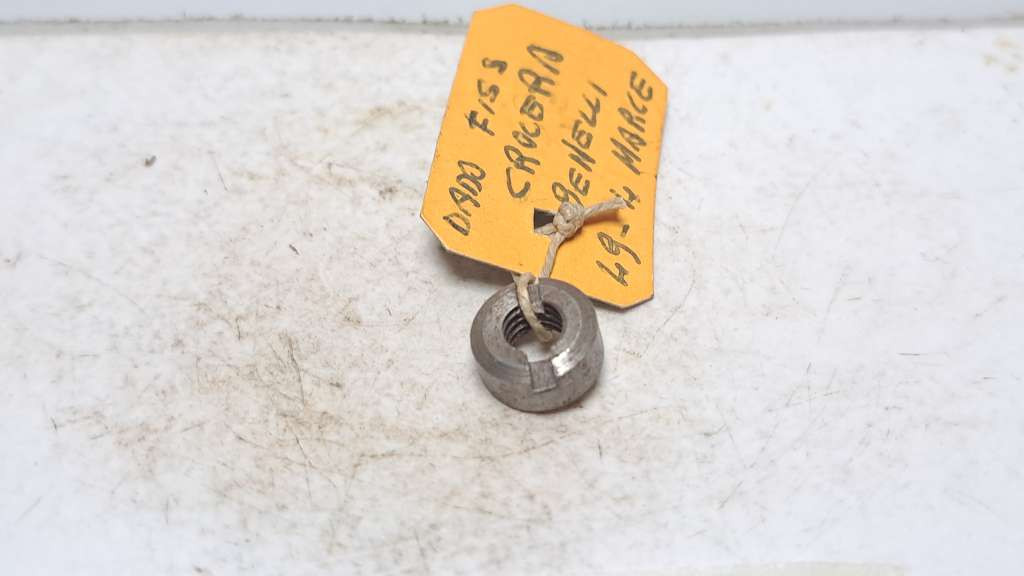 DADO FISS
CROCERA
BENELLI
49-4 MARCE